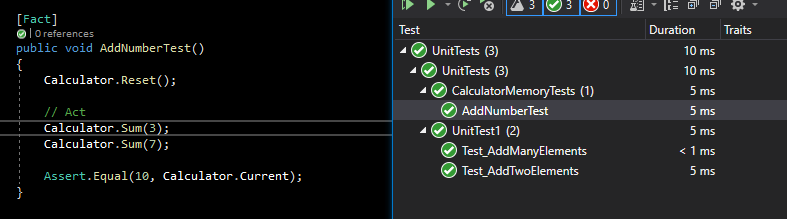 [Fact]
0 references
public void AddNumberTest()
{
Calculator.Reset();
// Act
Calculator.Sum(3);
Calculator.Sum(7);
Assert.Equal(10, Calculator.Current);
}
3 3 0
Test Duration Traits
UnitTests (3) 10 ms
UnitTests (3) 10 ms
CalculatorMemoryTests (1) 5 ms
AddNumberTest 5 ms
UnitTest1 (2) 5 ms
Test_AddManyElements < 1 ms
Test_AddTwoElements 5 ms